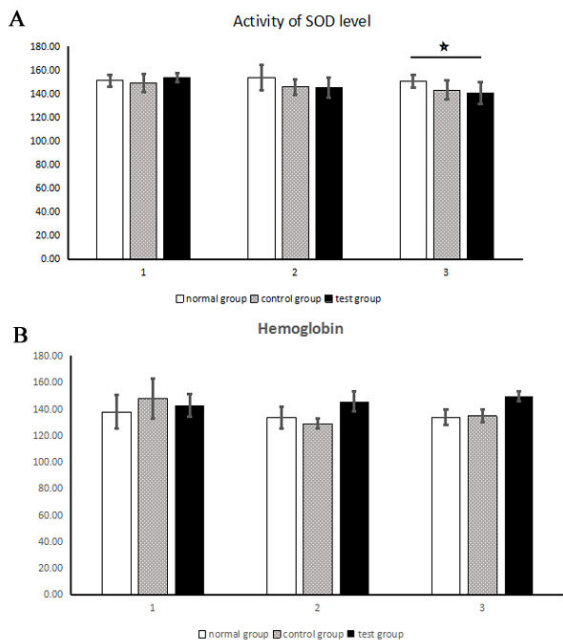 A
Activity of SOD level
180.00
160.00
140.00
120.00
100.00
80.00
60.00
40.00
20.00
0.00
1 2 3
normal group control group test group
B
Hemoglobin
180.00
160.00
140.00
120.00
100.00
80.00
60.00
40.00
20.00
0.00
1 2 3
normal group control group test group